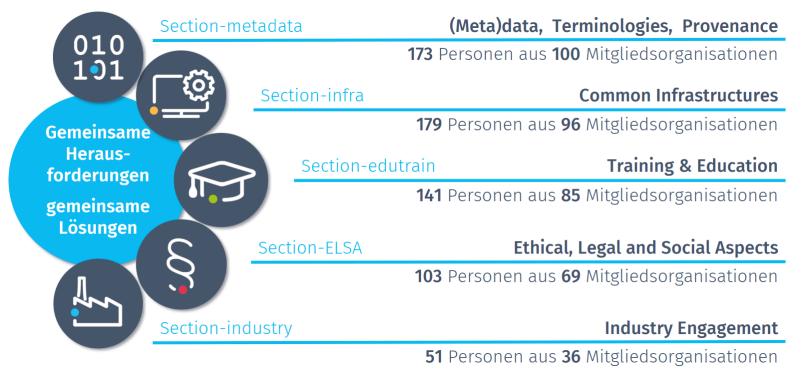 010
101
Gemeinsame
Heraus-
forderungen
gemeinsame
Lösungen
§
Section-metadata (Meta)data, Terminologies, Provenance
173 Personen aus 100 Mitgliedsorganisationen
Section-infra Common Infrastructures
179 Personen aus 96 Mitgliedsorganisationen
Section-edutrain Training & Education
141 Personen aus 85 Mitgliedsorganisationen
Section-ELSA Ethical, Legal and Social Aspects
103 Personen aus 69 Mitgliedsorganisationen
Section-industry Industry Engagement
51 Personen aus 36 Mitgliedsorganisationen